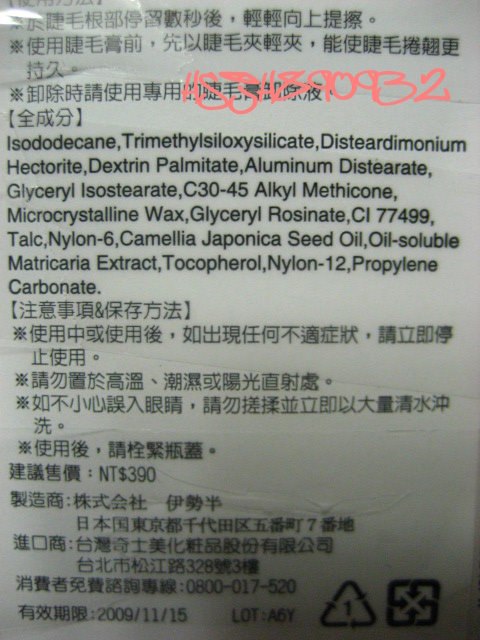 【使用方法】
※於睫毛根部停留數秒後，輕輕向上提擦。
※使用睫毛膏前，先以睫毛夾輕夾，能使睫毛捲翹更
持久。
※卸除時請使用專用的睫毛膏卸除液。
【全成分】
Isododecane,Trimethylsiloxysilicate,Disteardimonium
Hectorite,Dextrin Palmitate,Aluminum Distearate,
Glyceryl Isostearate,C30-45 Alkyl Methicone,
Microcrystalline Wax,Glyceryl Rosinate,CI 77499,
Talc,Nylon-6,Camellia Japonica Seed Oil,Oil-soluble
Matricaria Extract,Tocopherol,Nylon-12,Propylene
Carbonate.
【注意事項&保存方法】
※使用中或使用後，如出現任何不適症狀，請立即停
止使用。
※請勿置於高溫、潮濕或陽光直射處。
※如不小心誤入眼睛，請勿搓揉並立即以大量清水沖
洗。
※使用後，請栓緊瓶蓋。
建議售價：NT$390
製造商：株式会社 伊勢半
日本国東京都千代田区五番町7番地
進口商：台灣奇士美化粧品股份有限公司
台北市松江路328號3樓
消費者免費諮詢專線：0800-017-520
有效期限：2009/11/15 LOT:A6Y
1